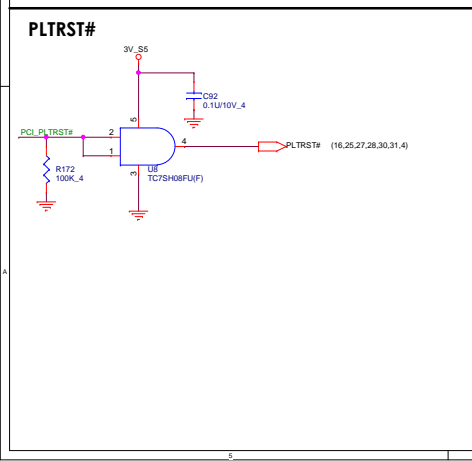 PLTRST#
3V_S5
C92
0.1U/10V_4
5
PCI_PLTRST#
2
1
4
3
PLTRST# (16,25,27,28,30,31,4)
R172
100K_4
U8
TC7SH08FU(F)
A
5